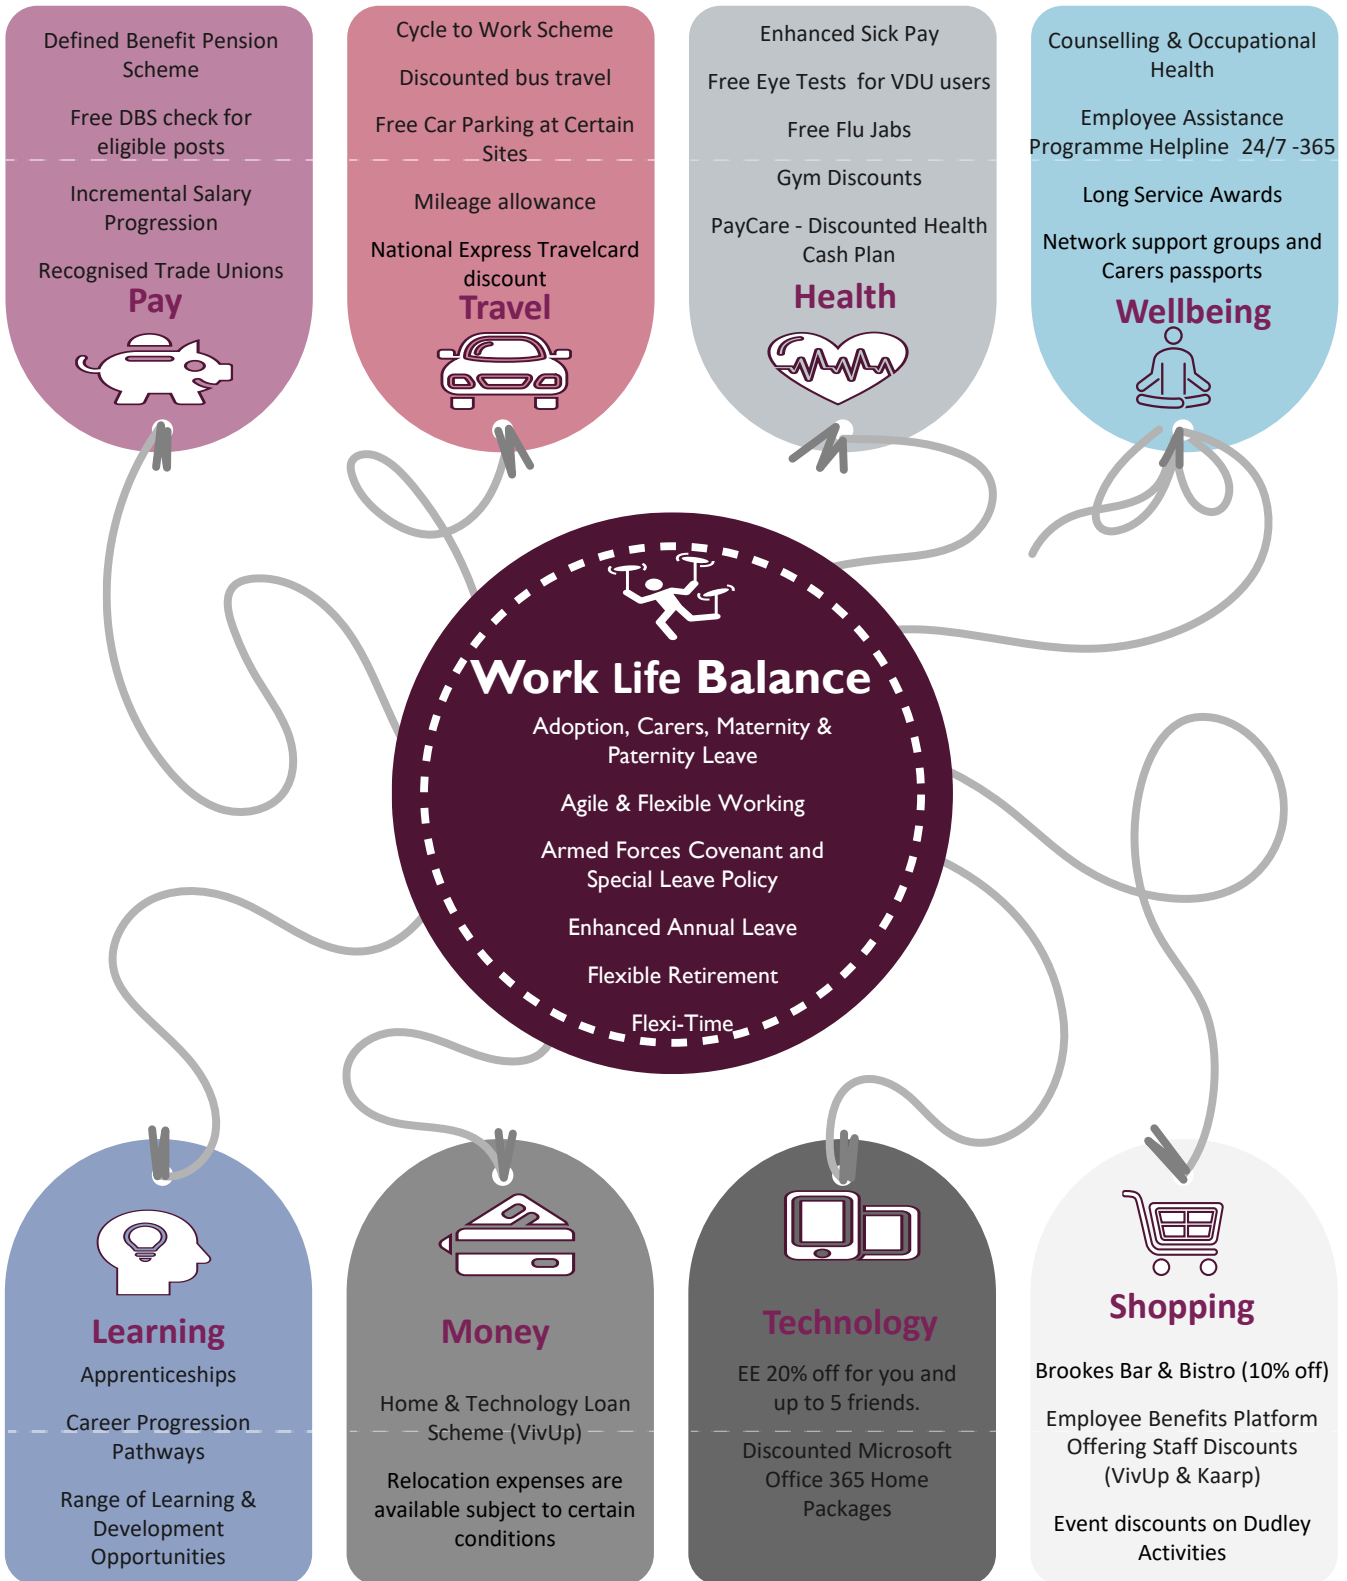 Defined Benefit Pension
Scheme
Free DBS check for
eligible posts
Incremental Salary
Progression
Recognised Trade Unions
Pay
Cycle to Work Scheme
Discounted bus travel
Free Car Parking at Certain
Sites
Mileage allowance
National Express Travelcard
discount
Travel
Enhanced Sick Pay
Free Eye Tests for VDU users
Free Flu Jabs
Gym Discounts
PayCare - Discounted Health
Cash Plan
Health
Counselling & Occupational
Health
Employee Assistance
Programme Helpline 24/7 -365
Long Service Awards
Network support groups and
Carers passports
Wellbeing
Work Life Balance
Adoption, Carers, Maternity &
Paternity Leave
Agile & Flexible Working
Armed Forces Covenant and
Special Leave Policy
Enhanced Annual Leave
Flexible Retirement
Flexi-Time
Learning
Apprenticeships
Career Progression
Pathways
Range of Learning &
Development
Opportunities
Money
Home & Technology Loan
Scheme (VivUp)
Relocation expenses are
available subject to certain
conditions
Technology
EE 20% off for you and
up to 5 friends.
Discounted Microsoft
Office 365 Home
Packages
Shopping
Brookes Bar & Bistro (10% off)
Employee Benefits Platform
Offering Staff Discounts
(VivUp & Kaarp)
Event discounts on Dudley
Activities